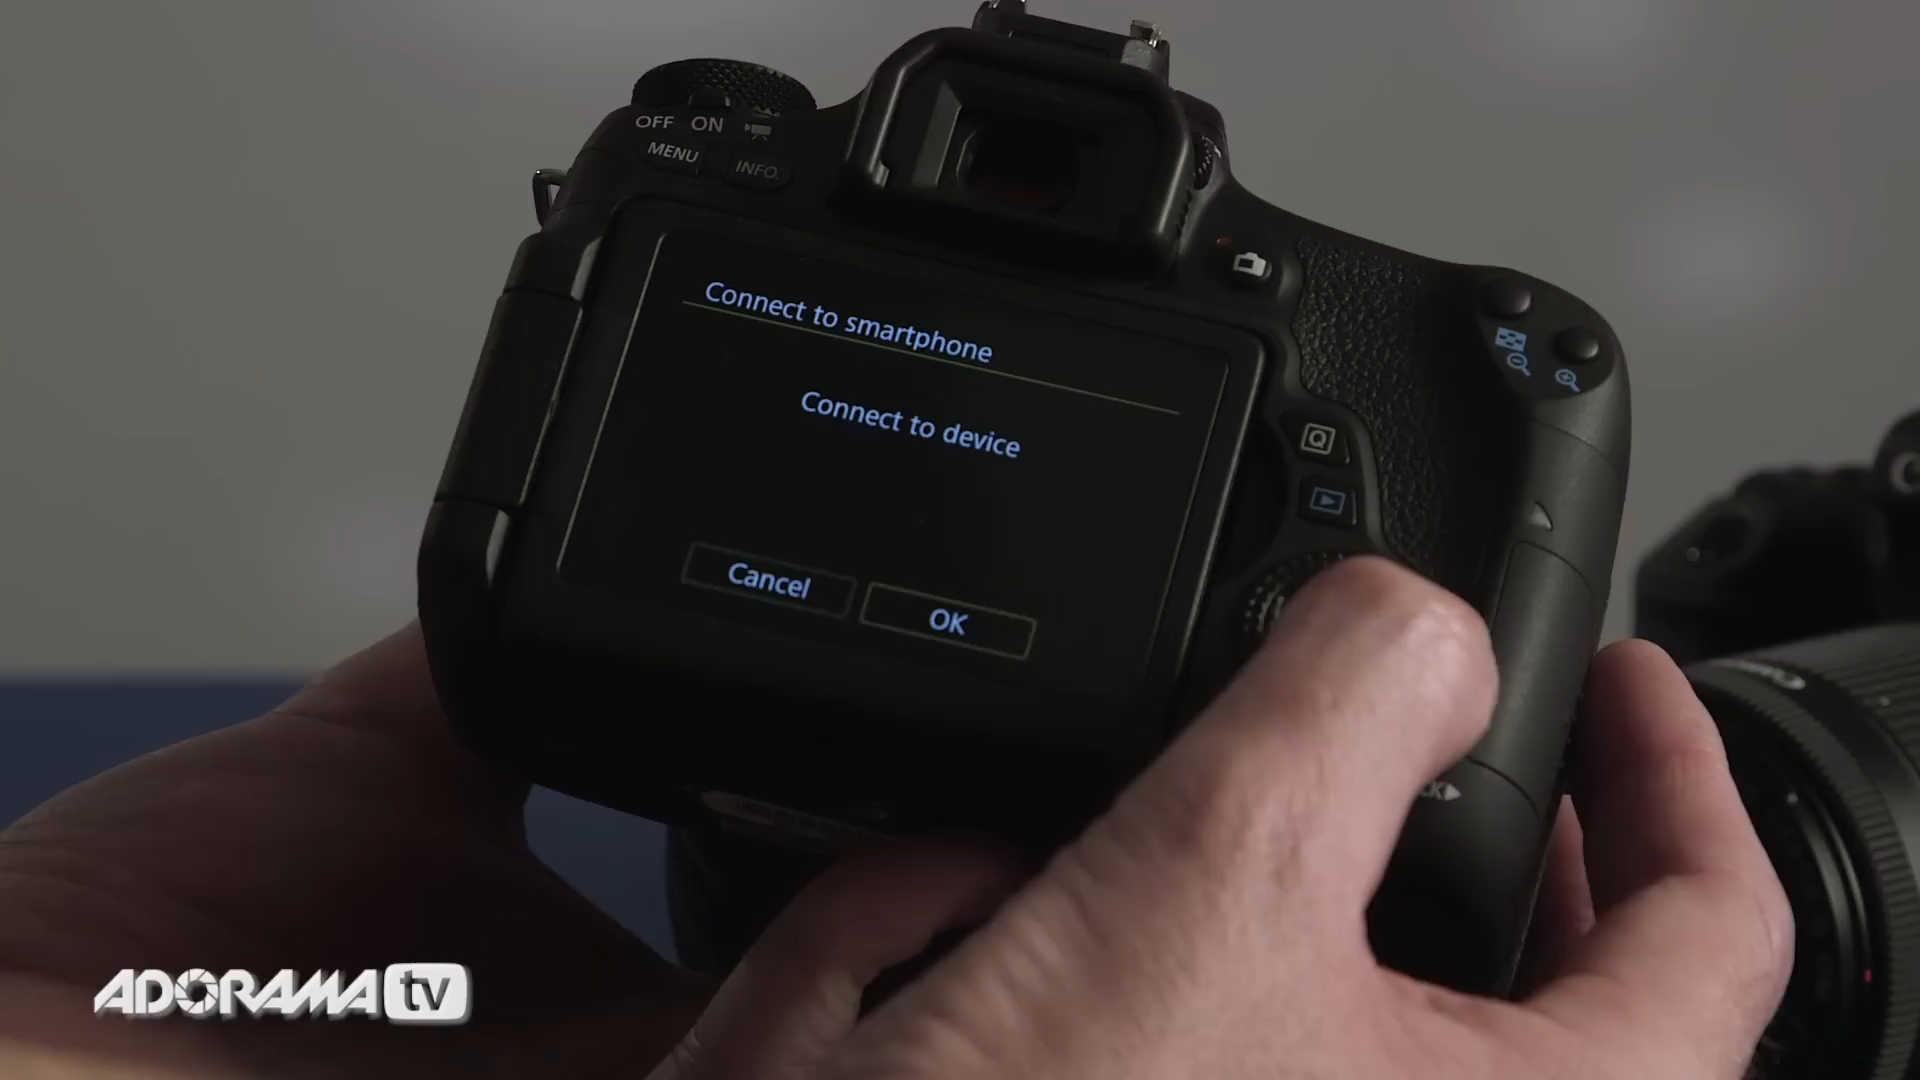 OFF ON
MENU
INFO.
Connect to smartphone
Connect to device
Cancel
OK
Q
ADORAMA tv